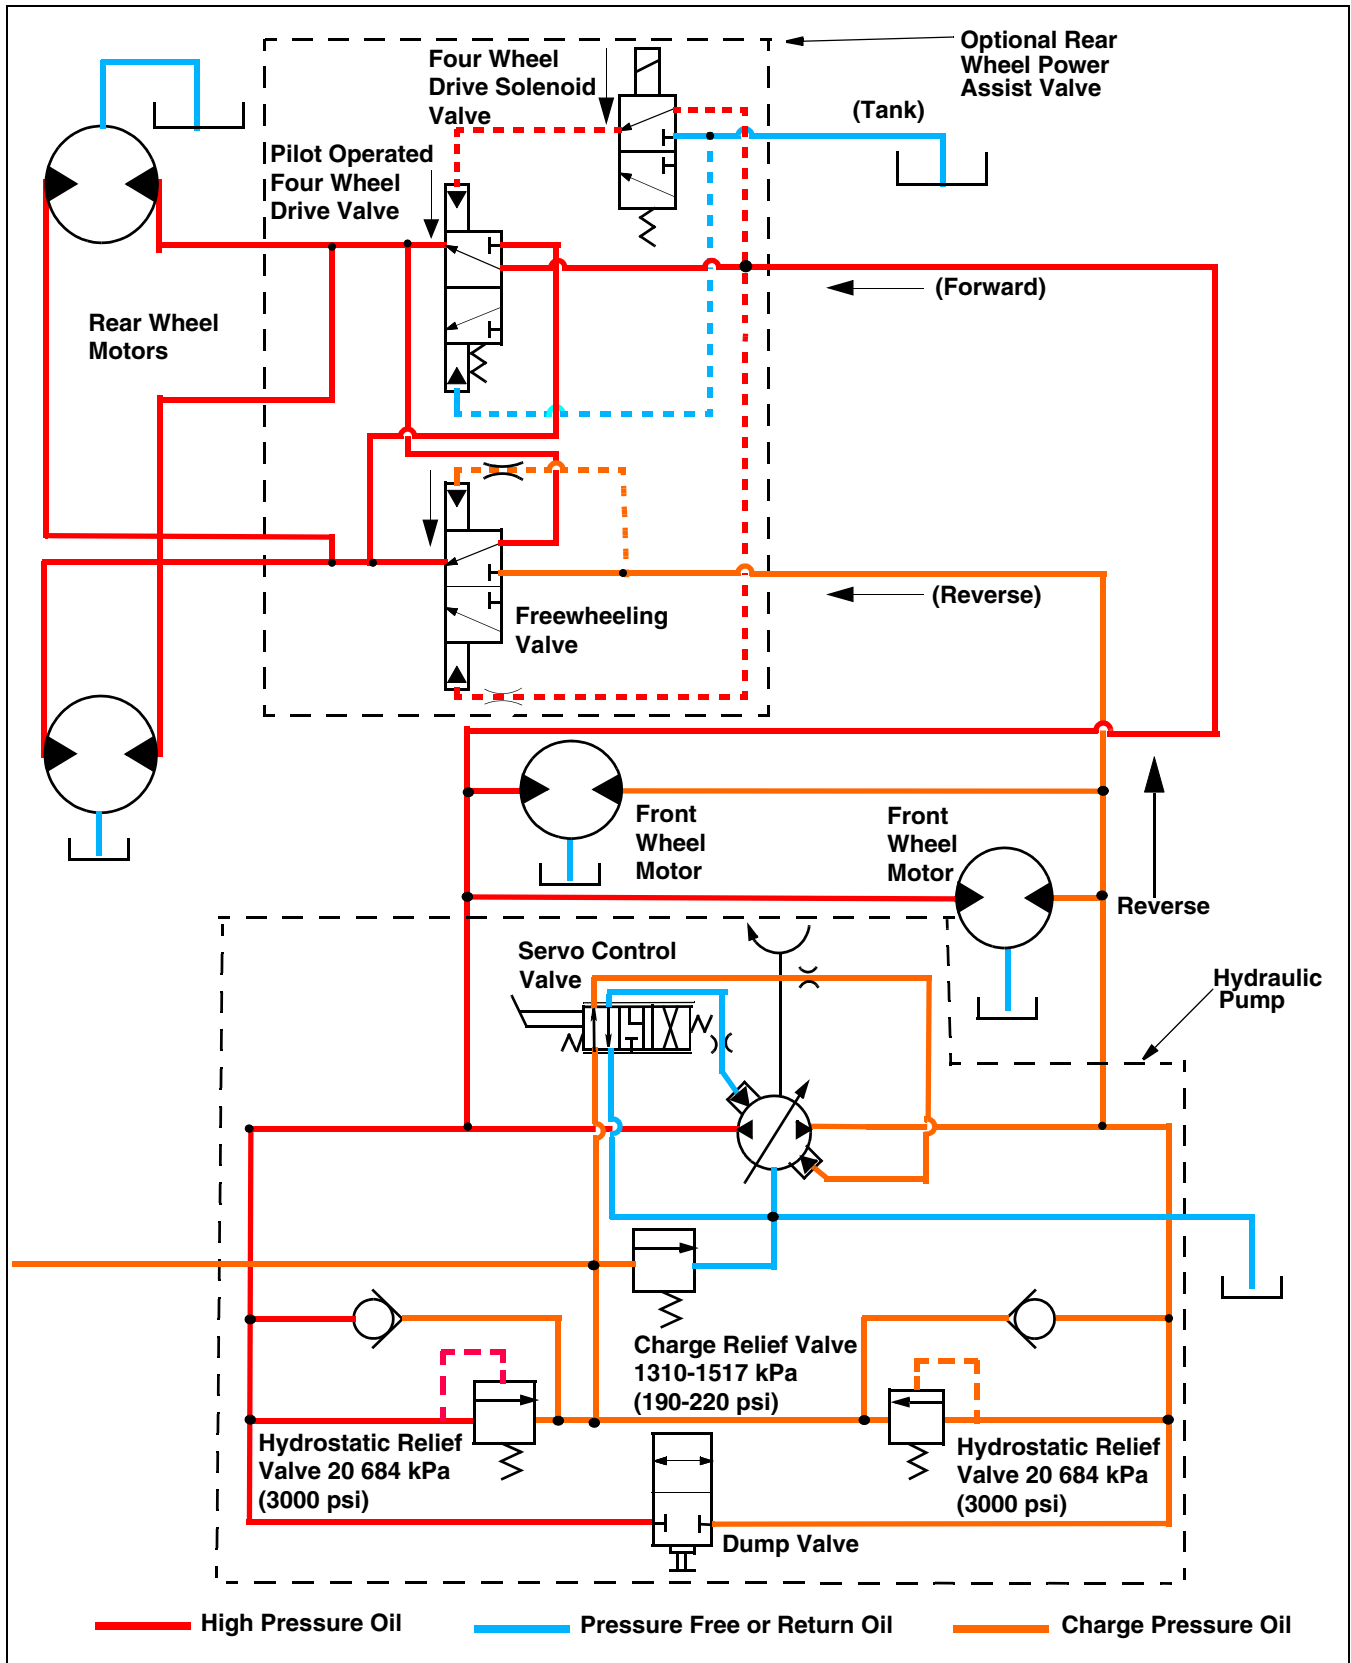 Optional Rear
Wheel Power
Assist Valve
Four Wheel
Drive Solenoid
Valve
(Tank)
Pilot Operated
Four Wheel
Drive Valve
(Forward)
Rear Wheel
Motors
(Reverse)
Freewheeling
Valve
Front
Wheel
Motor
Front
Wheel
Motor
Reverse
Servo Control
Valve
Hydraulic
Pump
Charge Relief Valve
1310-1517 kPa
(190-220 psi)
Hydrostatic Relief
Valve 20 684 kPa
(3000 psi)
Hydrostatic Relief
Valve 20 684 kPa
(3000 psi)
Dump Valve
High Pressure Oil
Pressure Free or Return Oil
Charge Pressure Oil